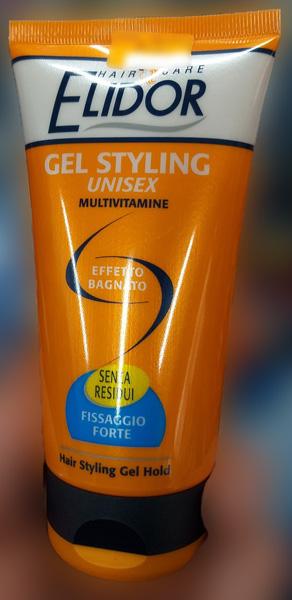 HAIR CARE
ELIDOR
GEL STYLING
UNISEX
MULTIVITAMINE
EFFETTO
BAGNATO
SENZA
RESIDUI
FISSAGGIO
FORTE
Hair Styling Gel Hold